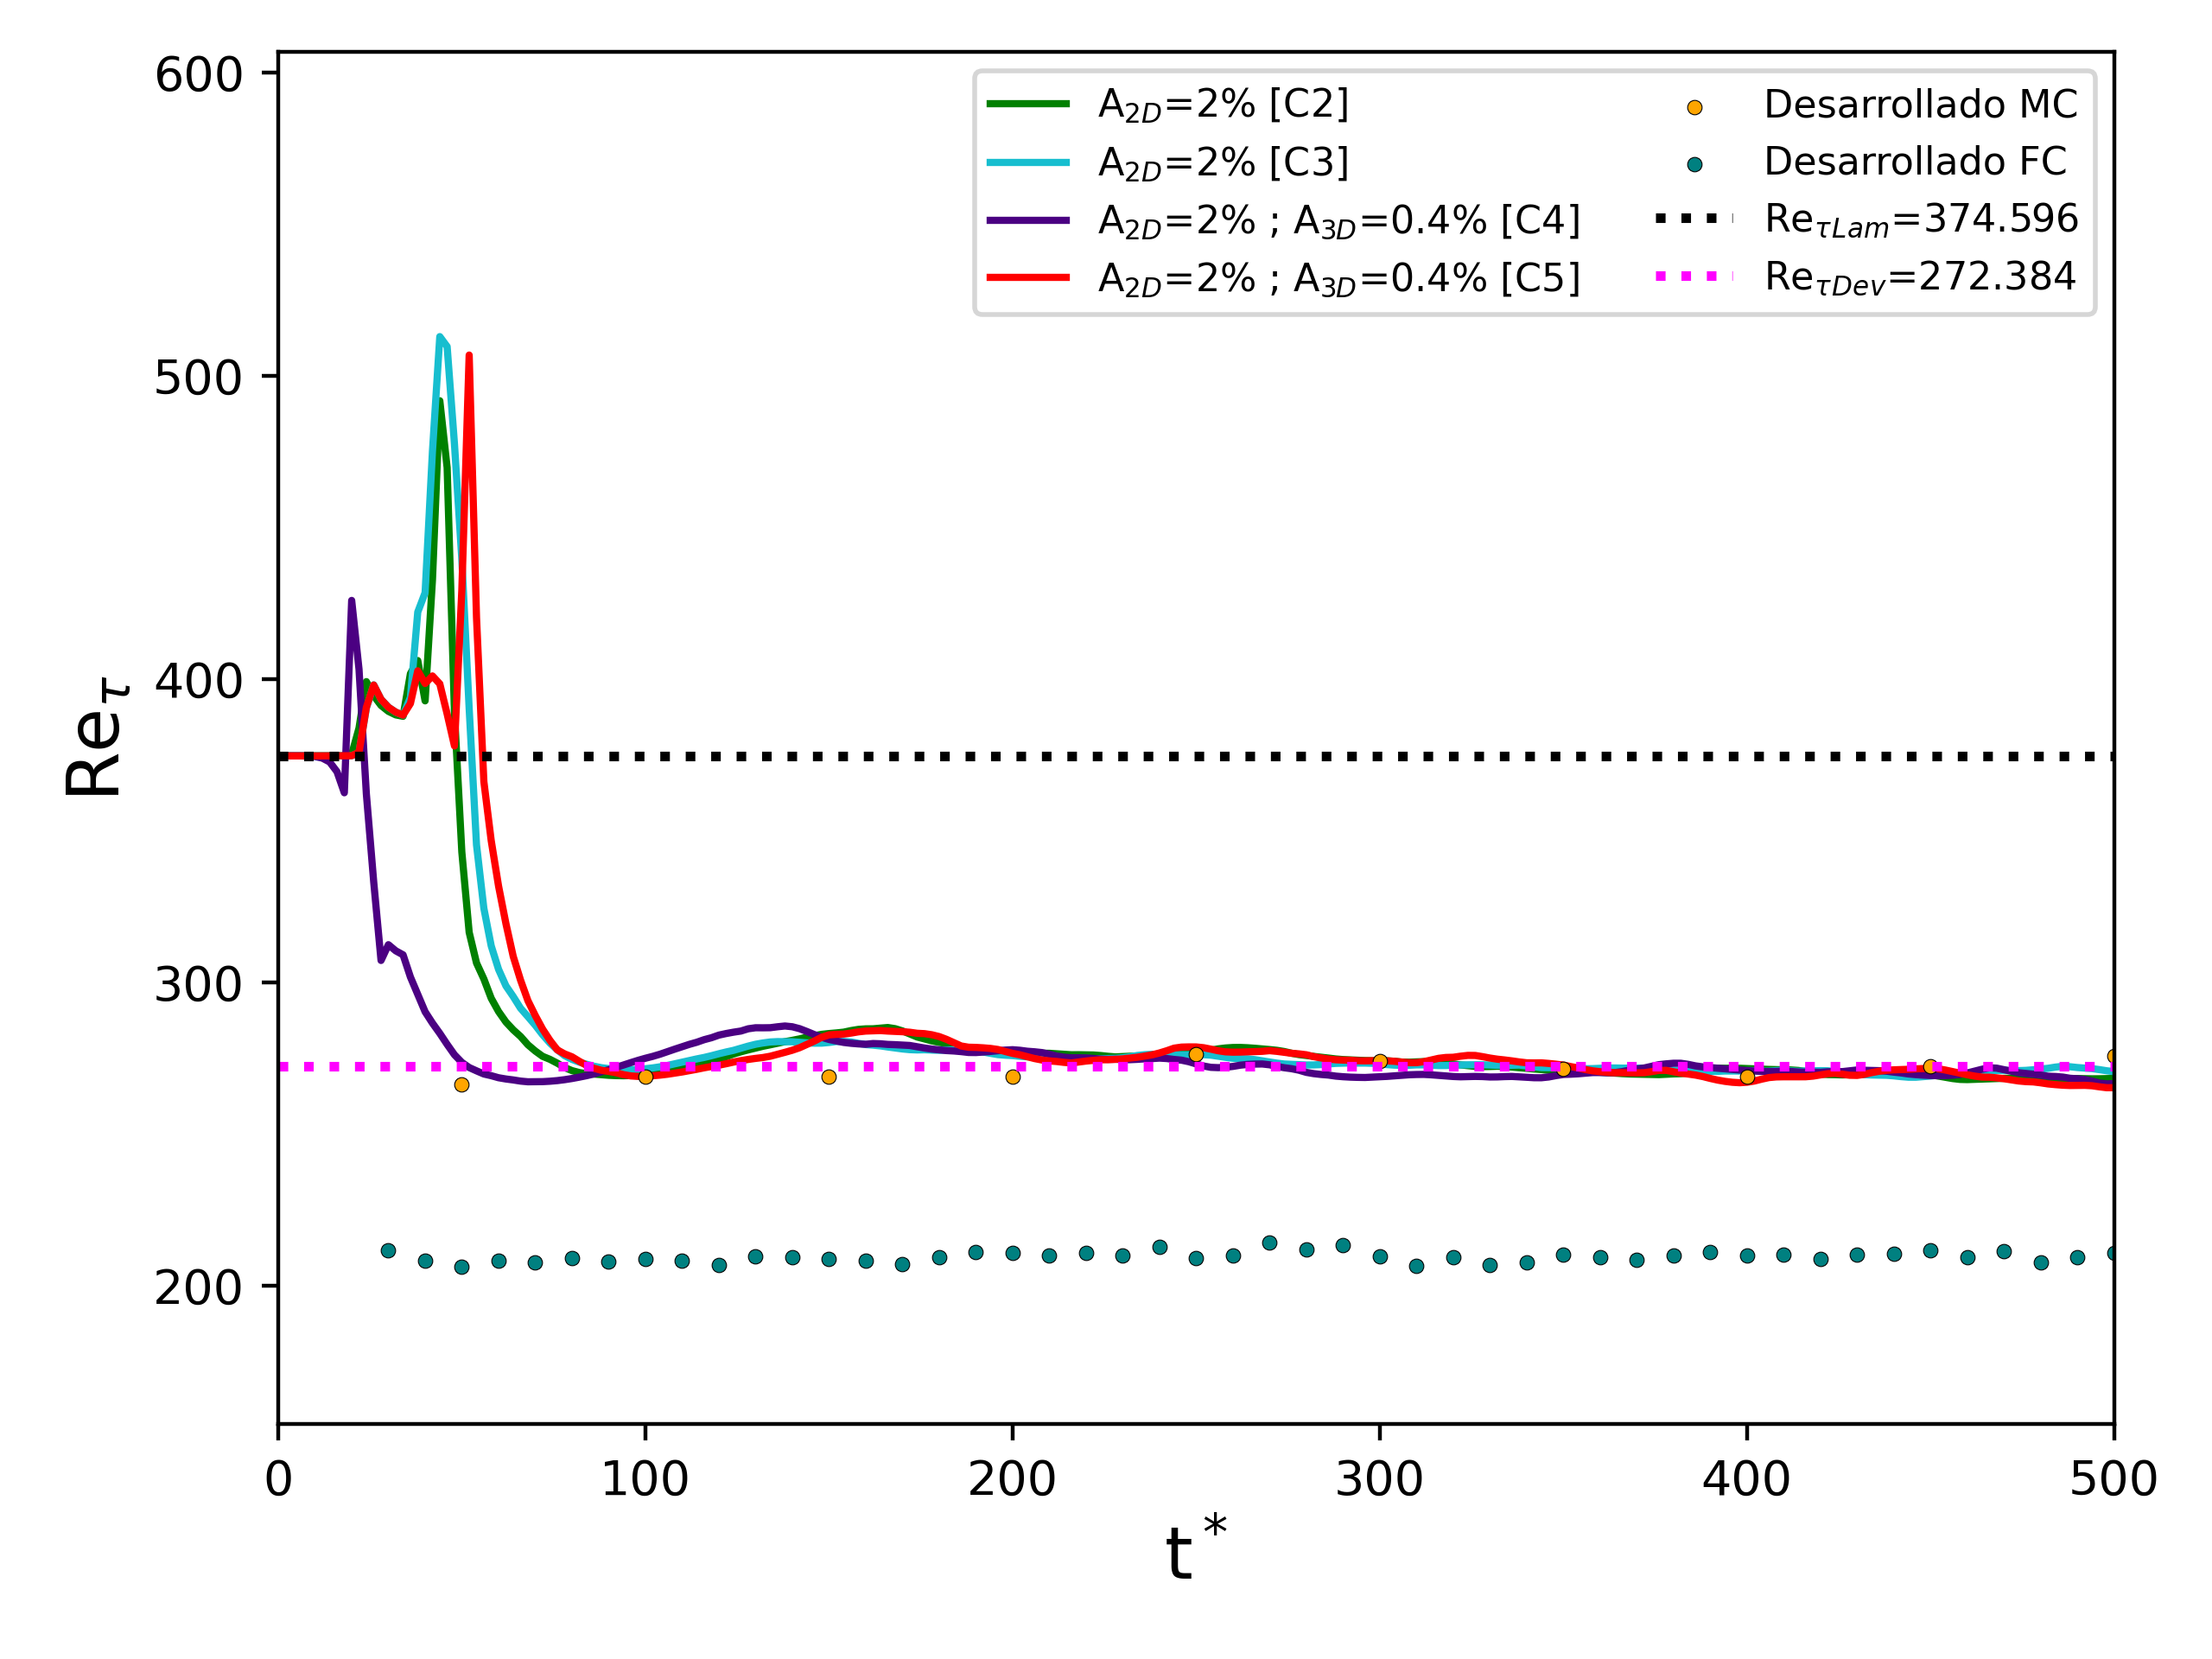 600
500
400
300
200
Re_τ
0 100 200 300 400 500
t*
A_2D=2% [C2]
A_2D=2% [C3]
A_2D=2% ; A_3D=0.4% [C4]
A_2D=2% ; A_3D=0.4% [C5]
Desarrollado MC
Desarrollado FC
Re_τLam=374.596
Re_τDev=272.384